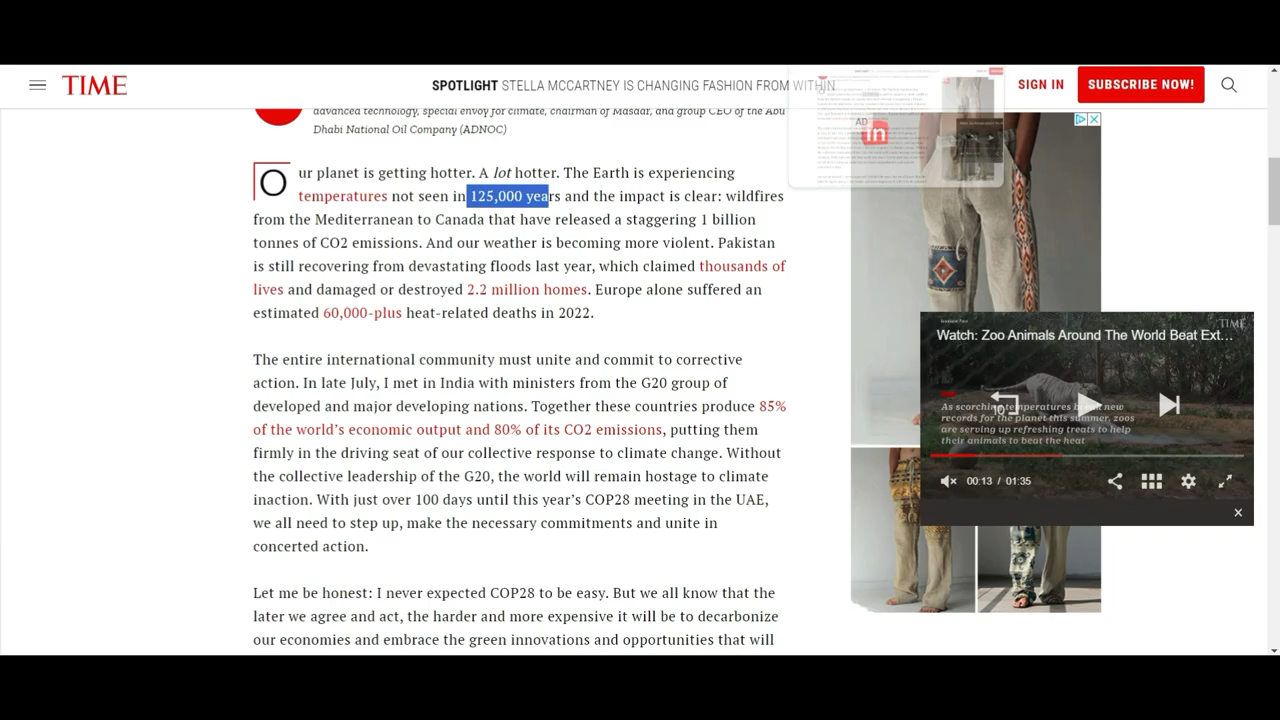 TIME
SPOTLIGHT STELLA MCCARTNEY IS CHANGING FASHION FROM WITHIN
SIGN IN
SUBSCRIBE NOW!
advanced technology, special envoy for climate, chairman of Masdar, and group CEO of the Abu
Dhabi National Oil Company (ADNOC)
Our planet is getting hotter. A lot hotter. The Earth is experiencing
temperatures not seen in 125,000 years and the impact is clear: wildfires
from the Mediterranean to Canada that have released a staggering 1 billion
tonnes of CO2 emissions. And our weather is becoming more violent. Pakistan
is still recovering from devastating floods last year, which claimed thousands of
lives and damaged or destroyed 2.2 million homes. Europe alone suffered an
estimated 60,000-plus heat-related deaths in 2022.
The entire international community must unite and commit to corrective
action. In late July, I met in India with ministers from the G20 group of
developed and major developing nations. Together these countries produce 85%
of the world's economic output and 80% of its CO2 emissions, putting them
firmly in the driving seat of our collective response to climate change. Without
the collective leadership of the G20, the world will remain hostage to climate
inaction. With just over 100 days until this year's COP28 meeting in the UAE,
we all need to step up, make the necessary commitments and unite in
concerted action.
Let me be honest: I never expected COP28 to be easy. But we all know that the
later we agree and act, the harder and more expensive it will be to decarbonize
our economies and embrace the green innovations and opportunities that will
AD
in
TIME
Watch: Zoo Animals Around The World Beat Ext...
10
As scorching temperatures break new
records for the planet this summer, zoos
are serving up refreshing treats to help
their animals to beat the heat
00:13 / 01:35